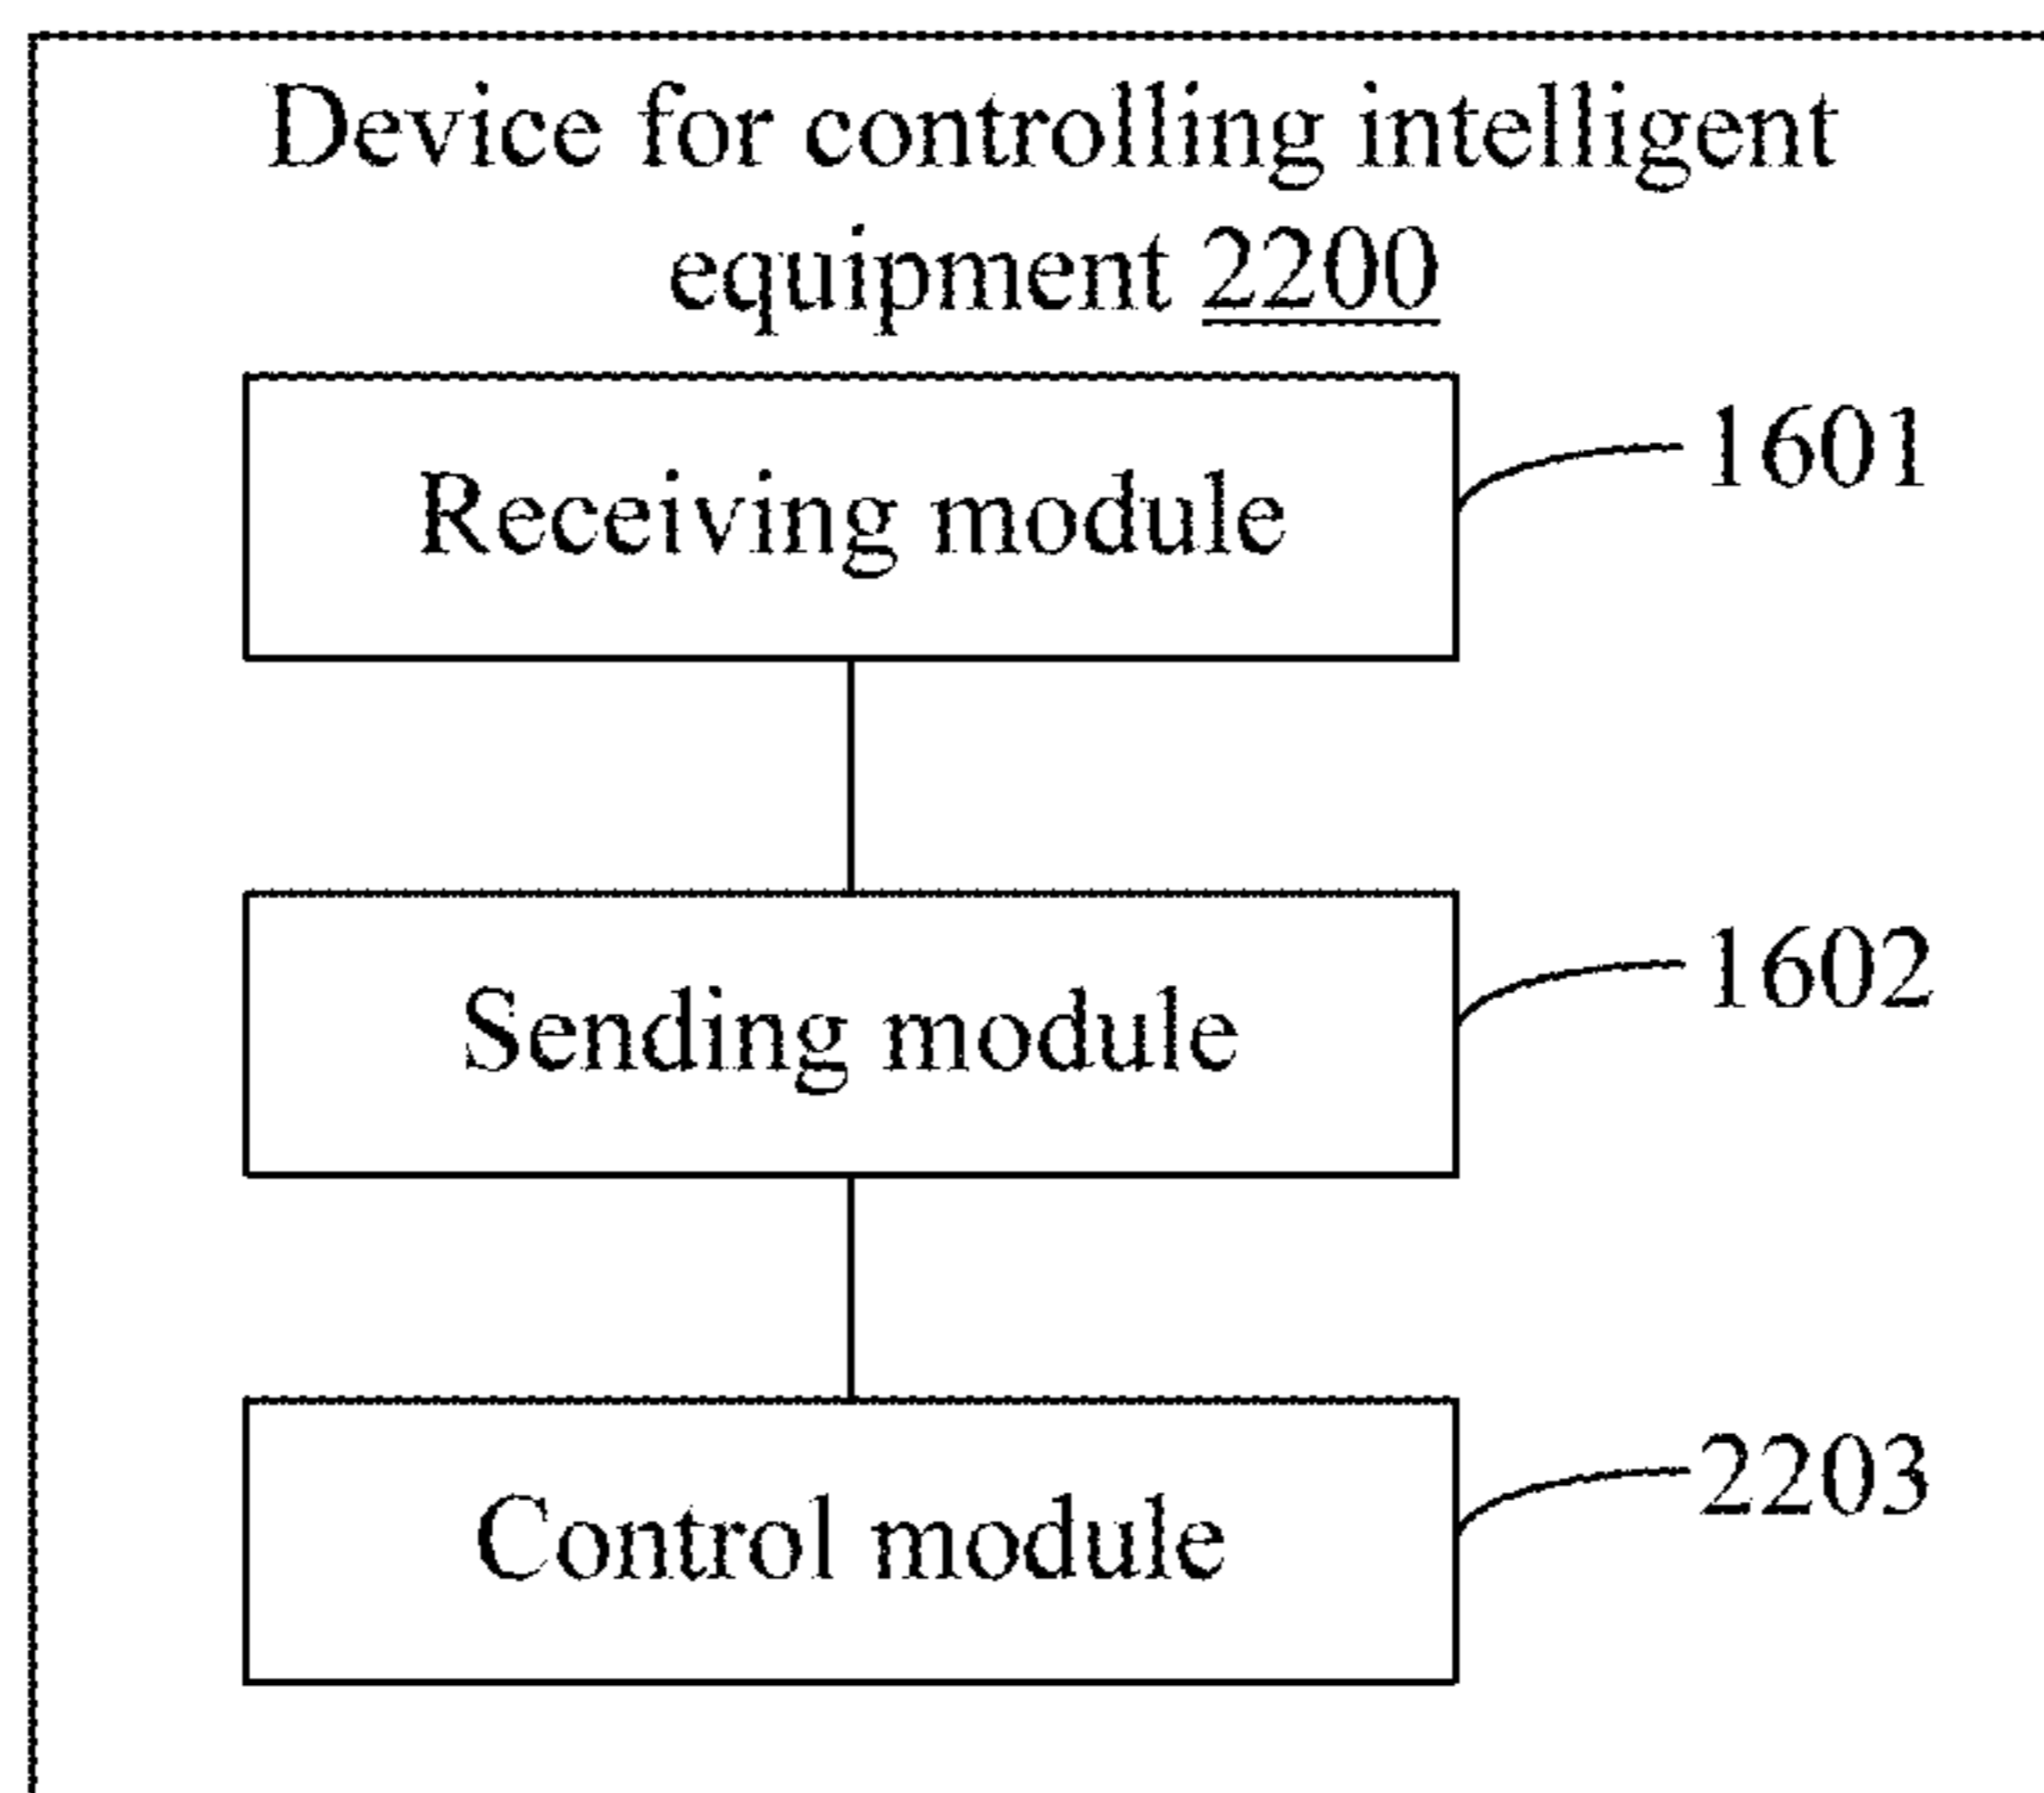 Device for controlling intelligent
equipment 2200
Receiving module
1601
Sending module
1602
Control module
2203